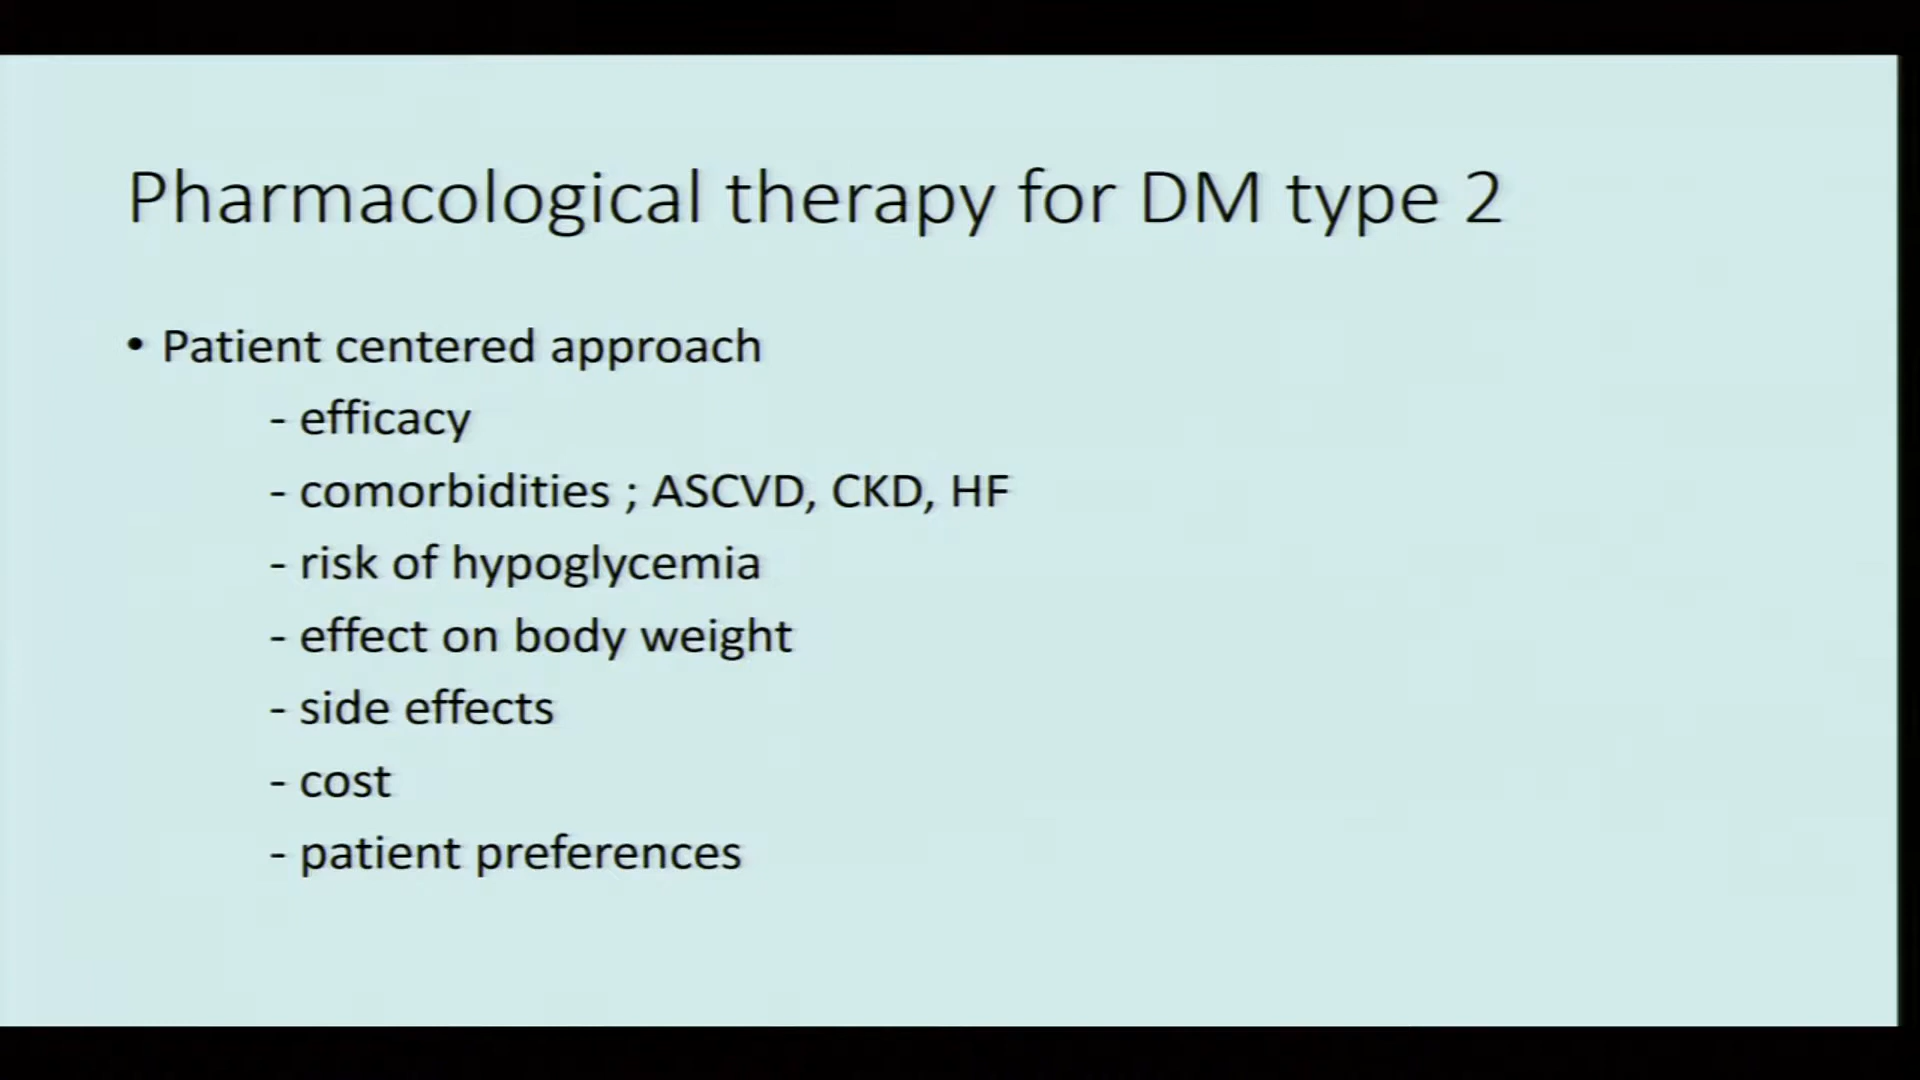 Pharmacological therapy for DM type 2
• Patient centered approach
- efficacy
- comorbidities ; ASCVD, CKD, HF
- risk of hypoglycemia
- effect on body weight
- side effects
- cost
- patient preferences